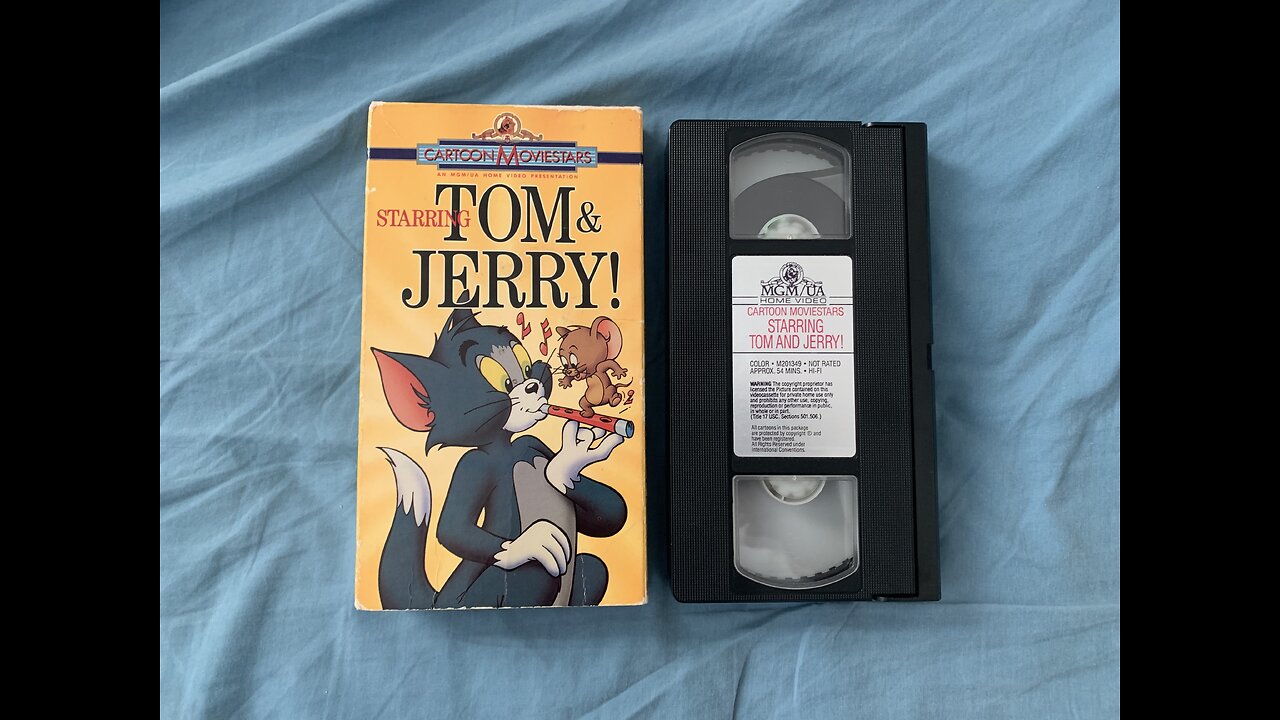 CARTOON MOVIESTARS
AN MGM/UA HOME VIDEO PRESENTATION
STARRING TOM &
JERRY!
MGM/UA
HOME VIDEO
CARTOON MOVIESTARS
STARRING
TOM AND JERRY!
COLOR • M201349 • NOT RATED
APPROX. 54 MINS. • HI-FI
WARNING The copyright proprietor has
licensed the Picture contained on this
videocassette for private home use only
and prohibits any other use, copying,
reproduction or performance in public,
in whole or in part.
(Title 17 USC, Sections 501,506.)
All cartoons in this package
are protected by copyright © and
have been registered.
All Rights Reserved under
International Conventions.